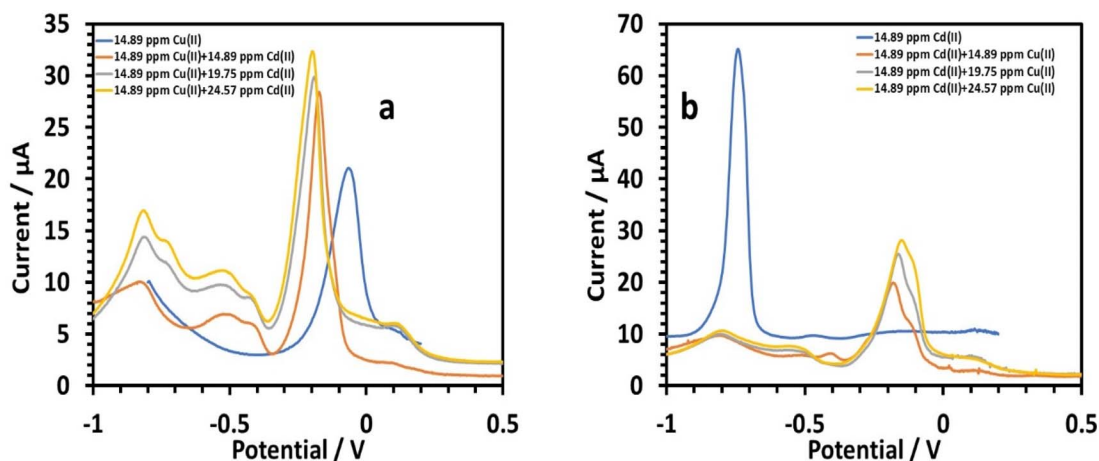 35
30
25
20
15
10
5
0
Current / µA
14.89 ppm Cu(II)
14.89 ppm Cu(II)+14.89 ppm Cd(II)
14.89 ppm Cu(II)+19.75 ppm Cd(II)
14.89 ppm Cu(II)+24.57 ppm Cd(II)
a
-1 -0.5 0 0.5
Potential / V
70
60
50
40
30
20
10
0
Current / µA
14.89 ppm Cd(II)
14.89 ppm Cd(II)+14.89 ppm Cu(II)
14.89 ppm Cd(II)+19.75 ppm Cu(II)
14.89 ppm Cd(II)+24.57 ppm Cu(II)
b
-1 -0.5 0 0.5
Potential / V